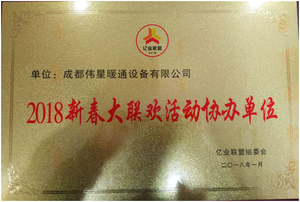 亿业联盟
单位：成都伟星暖通设备有限公司
2018新春大联欢活动协办单位
亿业联盟组委会
二〇一八年一月